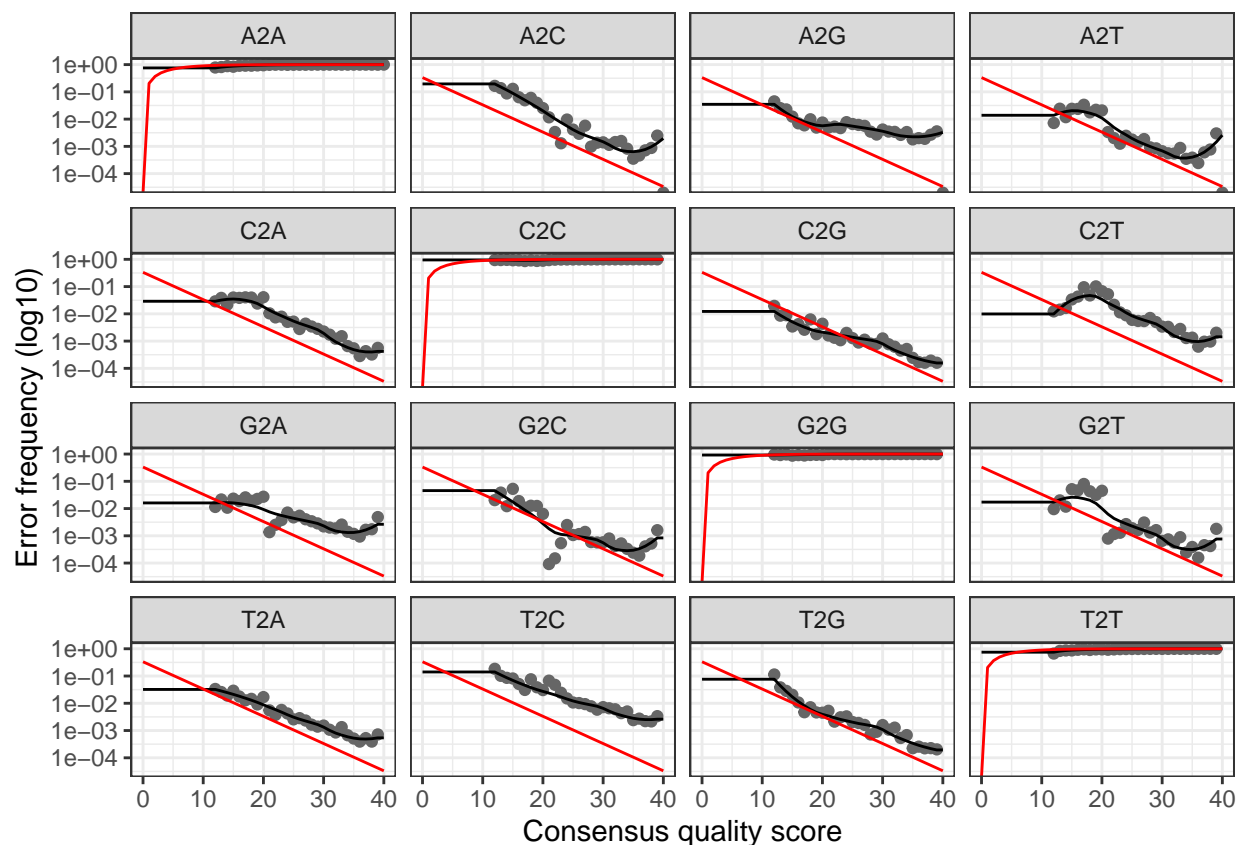 A2A A2C A2G A2T
1e+00
1e−01
1e−02
1e−03
1e−04
C2A C2C C2G C2T
1e+00
1e−01
1e−02
1e−03
1e−04
Error frequency (log10)
G2A G2C G2G G2T
1e+00
1e−01
1e−02
1e−03
1e−04
T2A T2C T2G T2T
1e+00
1e−01
1e−02
1e−03
1e−04
0 10 20 30 40 0 10 20 30 40 0 10 20 30 40 0 10 20 30 40
Consensus quality score